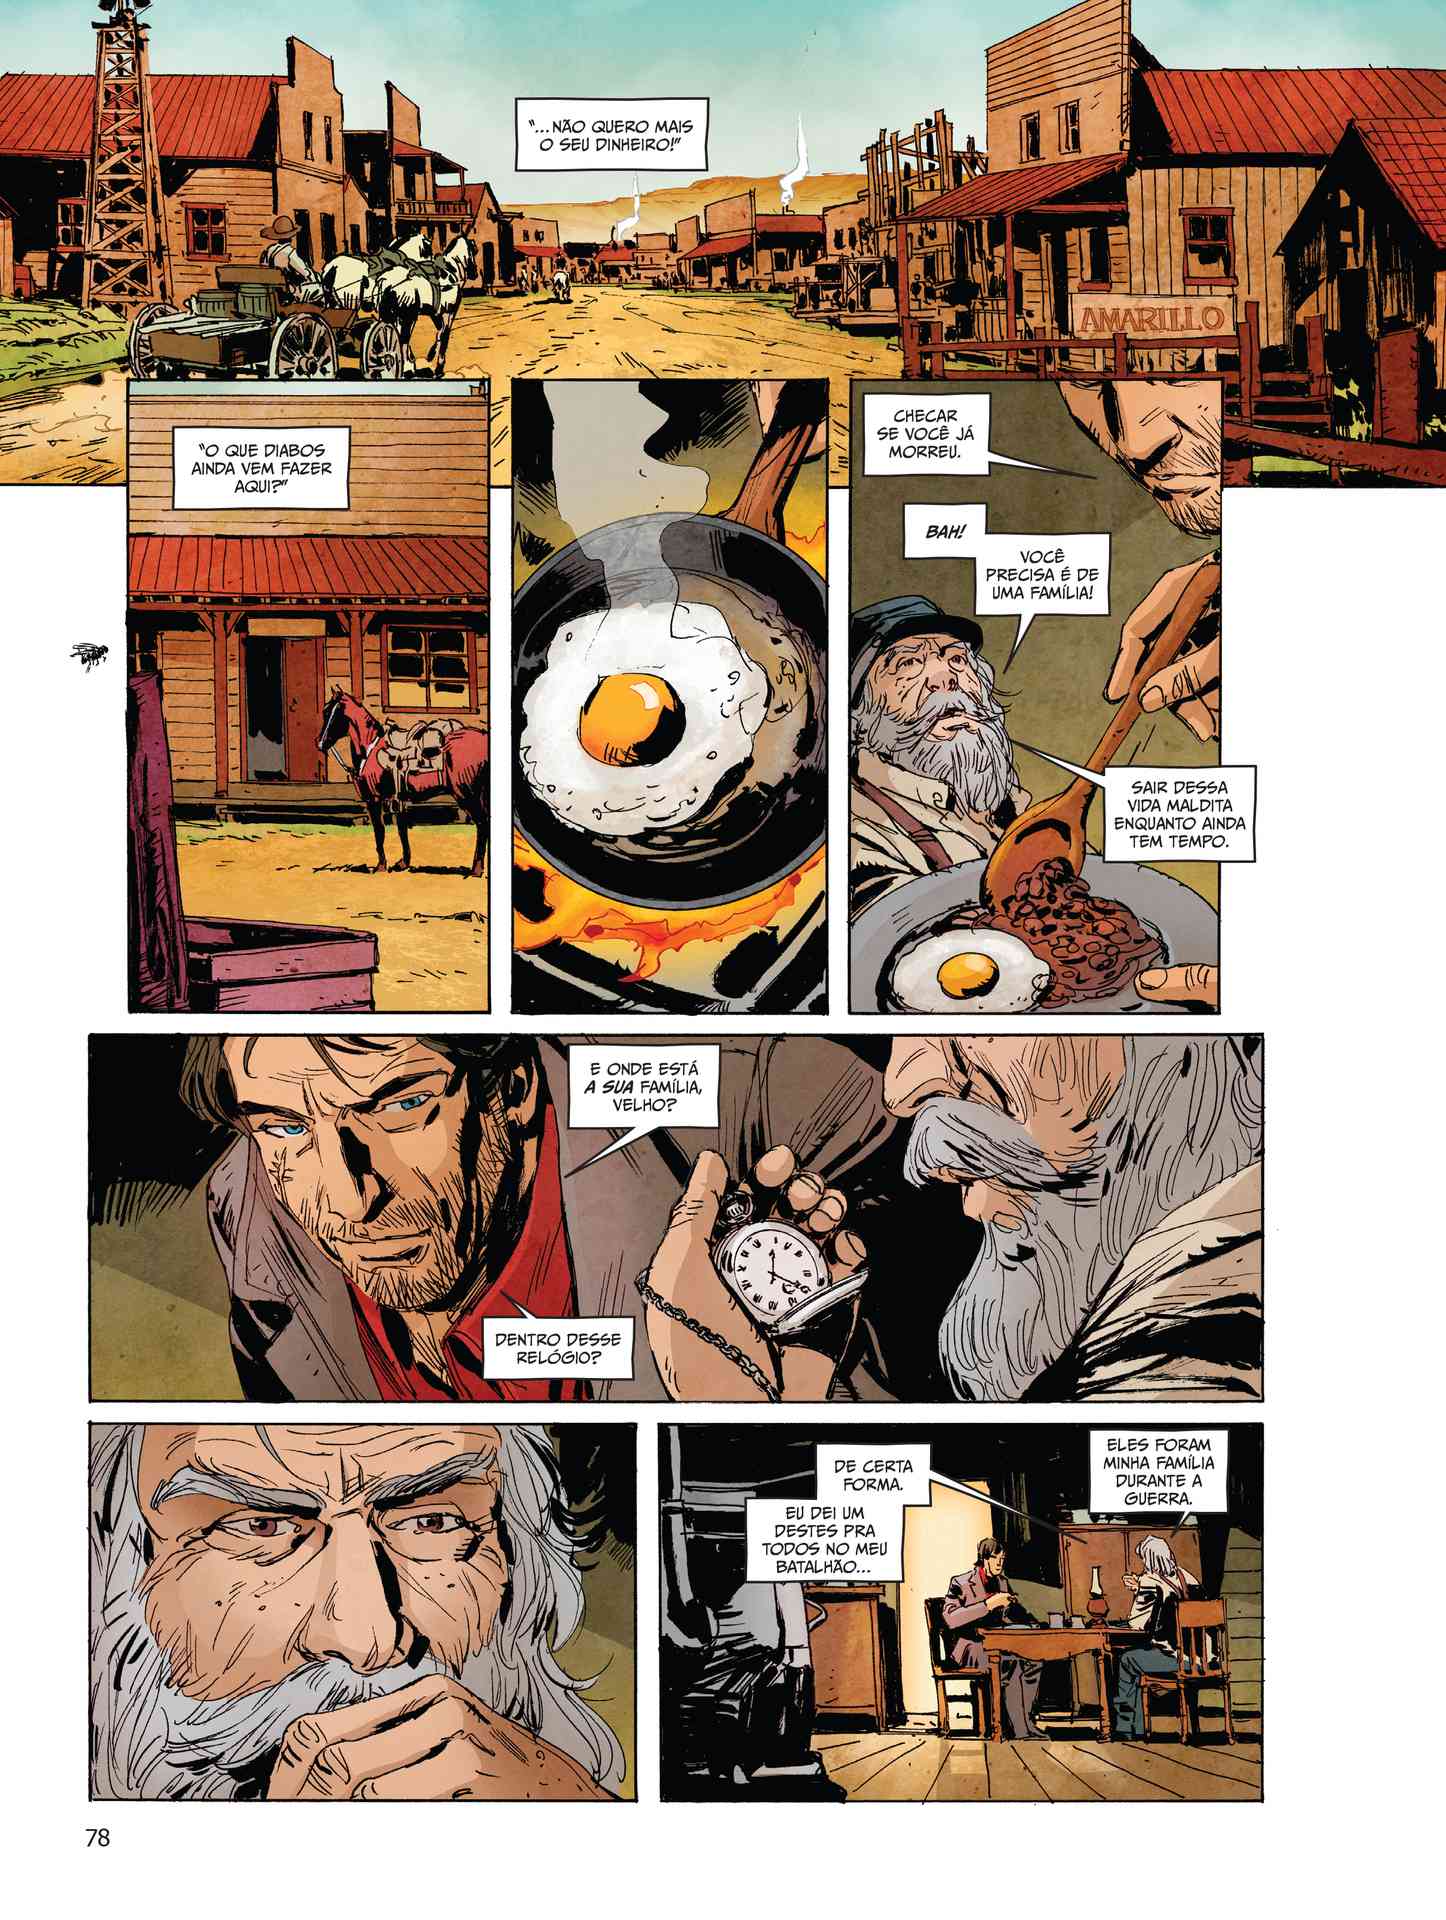 "...NÃO QUERO MAIS
O SEU DINHEIRO!"
AMARILLO
"O QUE DIABOS
AINDA VEM FAZER
AQUI?"
CHECAR
SE VOCÊ JÁ
MORREU.
BAH!
VOCÊ
PRECISA É DE
UMA FAMÍLIA!
SAIR DESSA
VIDA MALDITA
ENQUANTO AINDA
TEM TEMPO.
E ONDE ESTÁ
A SUA FAMÍLIA,
VELHO?
DENTRO DESSE
RELÓGIO?
DE CERTA
FORMA.
EU DEI UM
DESTES PRA
TODOS NO MEU
BATALHÃO...
ELES FORAM
MINHA FAMÍLIA
DURANTE A
GUERRA.
78